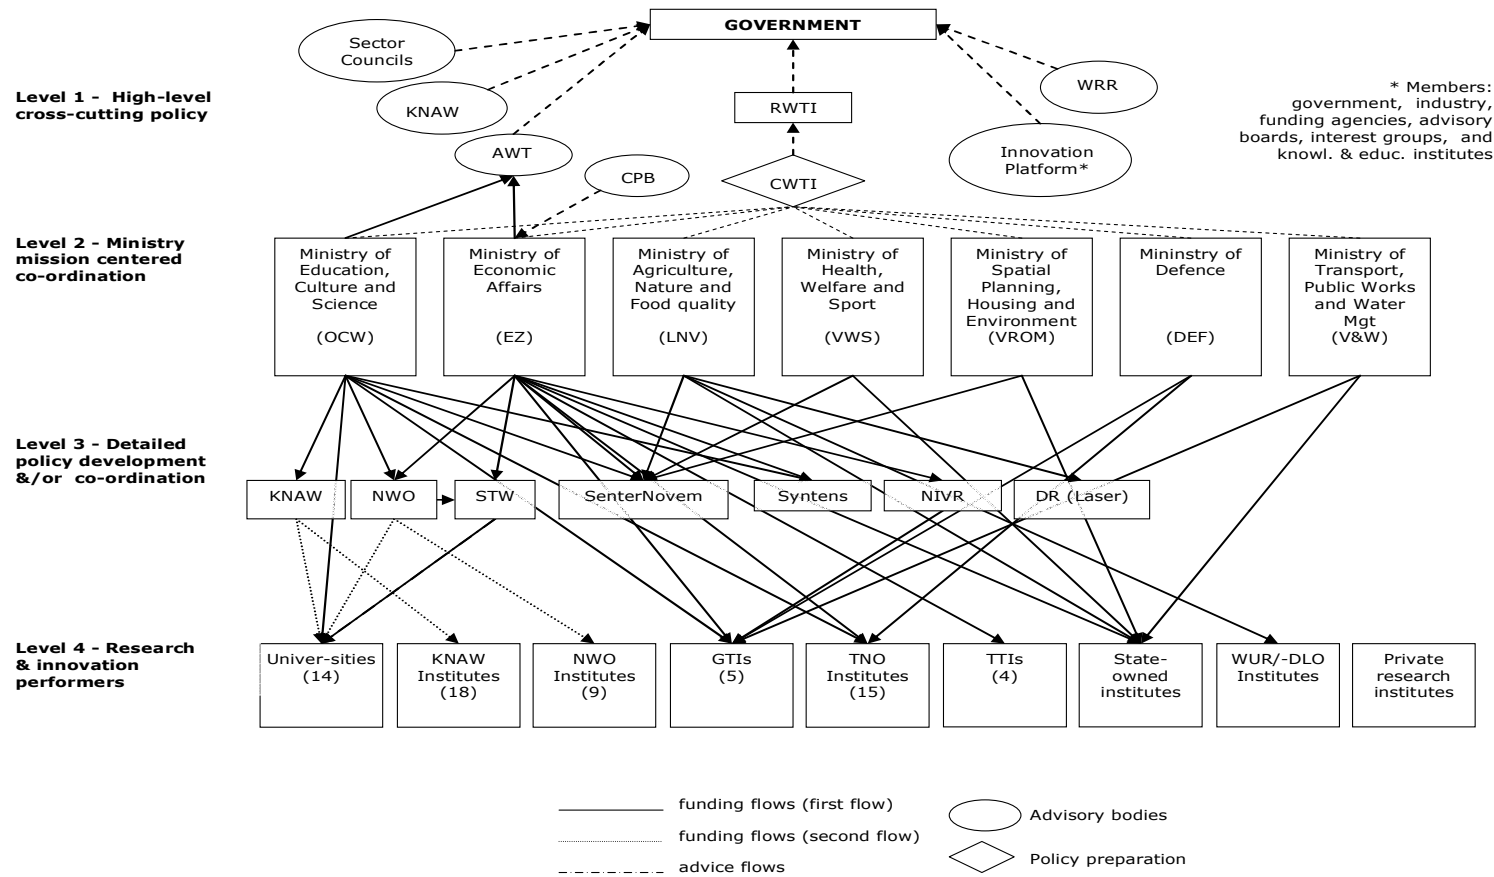 GOVERNMENT
Sector
Councils
KNAW
AWT
CPB
RWTI
CWTI
WRR
Innovation
Platform*
* Members:
government, industry,
funding agencies, advisory
boards, interest groups, and
knowl. & educ. institutes
Level 1 - High-level
cross-cutting policy
Level 2 - Ministry
mission centered
co-ordination
Ministry of
Education,
Culture and
Science
(OCW)
Ministry of
Economic
Affairs
(EZ)
Ministry of
Agriculture,
Nature and
Food quality
(LNV)
Ministry of
Health,
Welfare and
Sport
(VWS)
Ministry of
Spatial
Planning,
Housing and
Environment
(VROM)
Mininstry of
Defence
(DEF)
Ministry of
Transport,
Public Works
and Water
Mgt
(V&W)
Level 3 - Detailed
policy development
&/or co-ordination
KNAW
NWO
STW
SenterNovem
Syntens
NIVR
DR (Laser)
Level 4 - Research
& innovation
performers
Univer-sities
(14)
KNAW
Institutes
(18)
NWO
Institutes
(9)
GTIs
(5)
TNO
Institutes
(15)
TTIs
(4)
State-
owned
institutes
WUR/-DLO
Institutes
Private
research
institutes
funding flows (first flow)
funding flows (second flow)
advice flows
Advisory bodies
Policy preparation